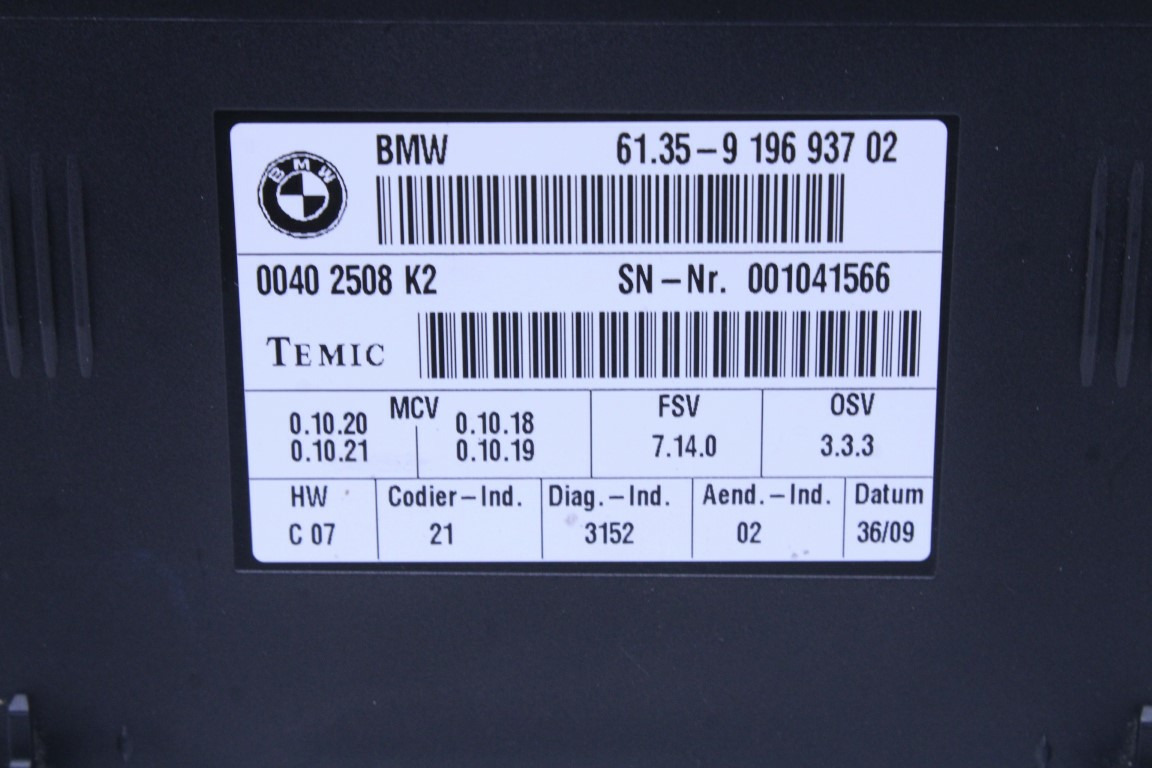 BMW 61.35-9 196 937 02
BMW
0040 2508 K2 SN-Nr. 001041566
TEMIC
MCV FSV OSV
0.10.20 0.10.18 7.14.0 3.3.3
0.10.21 0.10.19
HW Codier-Ind. Diag.-Ind. Aend.-Ind. Datum
C 07 21 3152 02 36/09